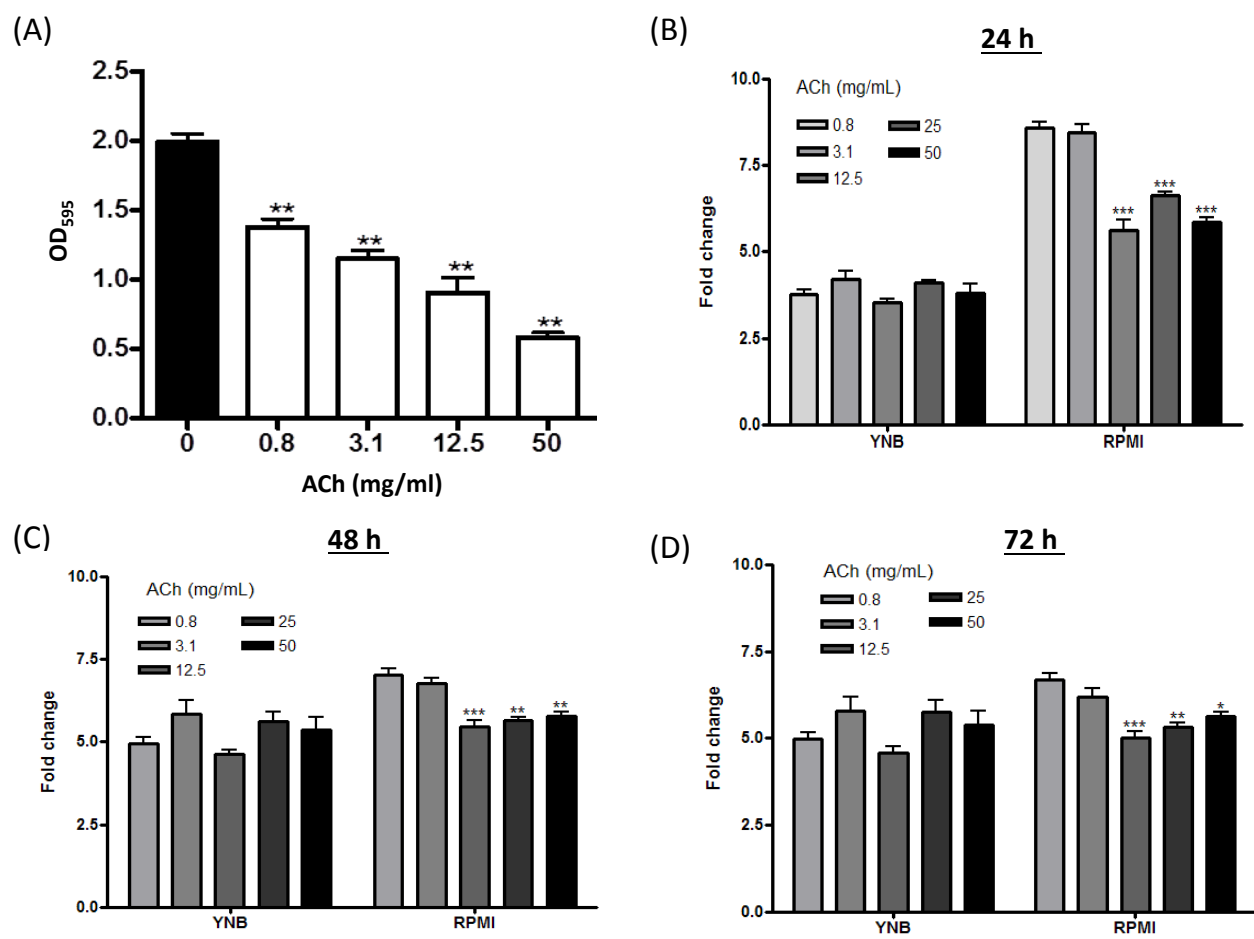 (A)
2.5
2.0
1.5
1.0
0.5
0.0
OD595
**
**
**
**
0 0.8 3.1 12.5 50
ACh (mg/ml)
(B)
24 h
10.0
7.5
5.0
2.5
0.0
Fold change
ACh (mg/mL)
0.8 25
3.1 50
12.5
*** *** ***
YNB RPMI
(C)
48 h
10.0
7.5
5.0
2.5
0.0
Fold change
ACh (mg/mL)
0.8 25
3.1 50
12.5
*** ** **
YNB RPMI
(D)
72 h
10.0
7.5
5.0
2.5
0.0
Fold change
ACh (mg/mL)
0.8 25
3.1 50
12.5
*** ** *
YNB RPMI